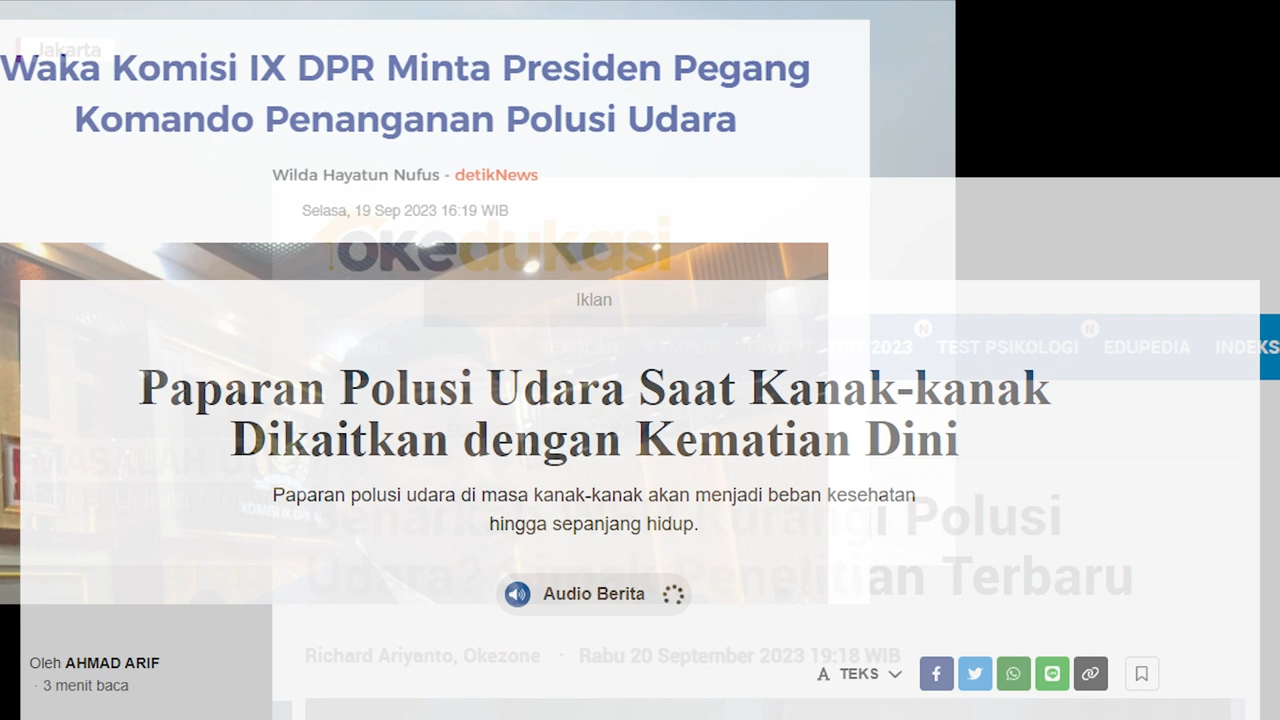 Jakarta
Waka Komisi IX DPR Minta Presiden Pegang
Komando Penanganan Polusi Udara
Wilda Hayatun Nufus - detikNews
Selasa, 19 Sep 2023 16:19 WIB
okedukasi
Iklan
2023 N TEST PSIKOLOGI N EDUPEDIA INDEKS
Paparan Polusi Udara Saat Kanak-kanak
Dikaitkan dengan Kematian Dini
Paparan polusi udara di masa kanak-kanak akan menjadi beban kesehatan
hingga sepanjang hidup.
Polusi
Udara? Penelitian Terbaru
Audio Berita
Richard Ariyanto, Okezone · Rabu 20 September 2023 19:18 WIB
Oleh AHMAD ARIF
· 3 menit baca
A TEKS